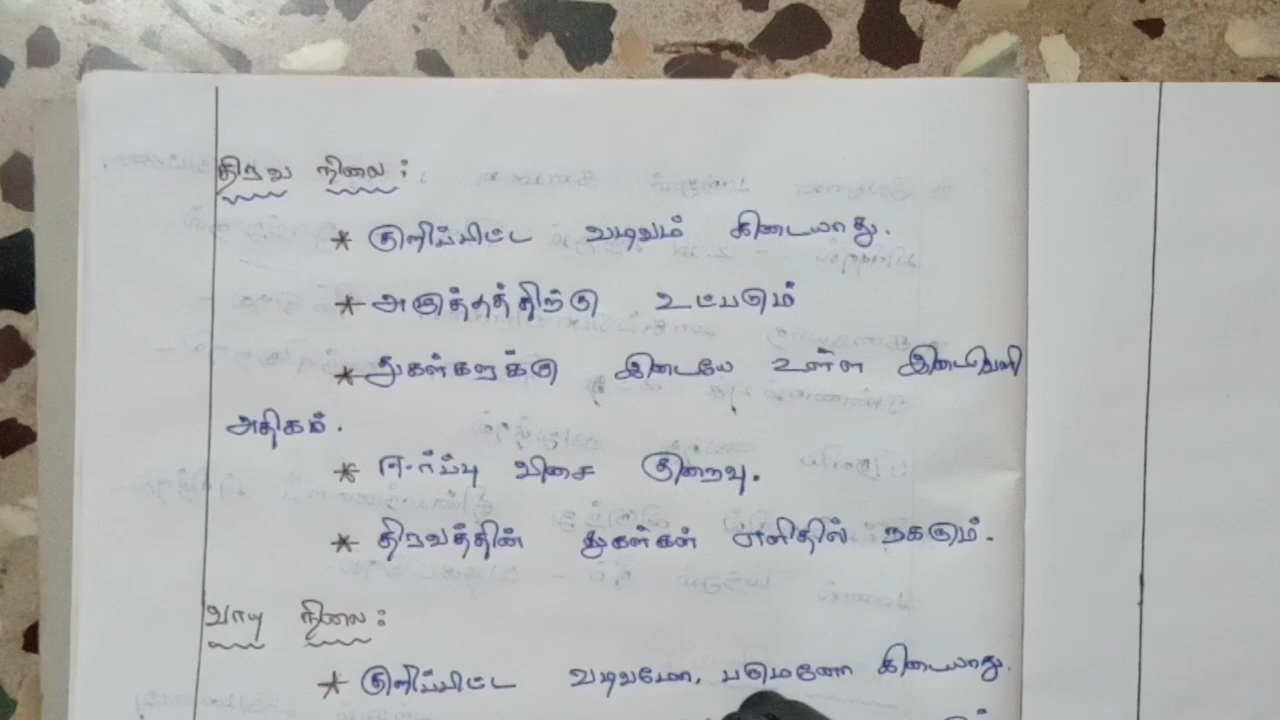 திரவ நிலை :
* குறிப்பிட்ட வடிவம் கிடையாது.
* அழுத்தத்திற்கு உட்படும்
* துகள்களுக்கு இடையே உள்ள இடைவெளி
அதிகம்.
* ஈர்ப்பு விசை குறைவு.
* திரவத்தின் துகள்கள் எளிதில் நகரும்.
வாயு நிலை :
* குறிப்பிட்ட வடிவமோ, பருமனோ கிடையாது.